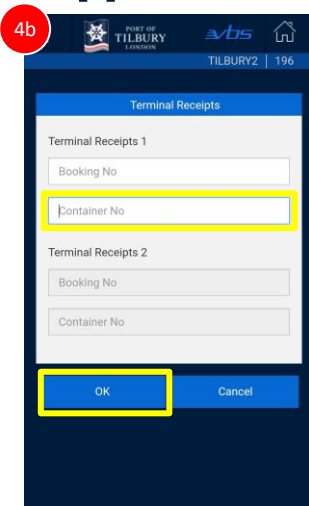 4b
PORT OF
TILBURY
LONDON
vbs
TILBURY2 | 196
Terminal Receipts
Terminal Receipts 1
Booking No
Container No
Terminal Receipts 2
Booking No
Container No
OK
Cancel